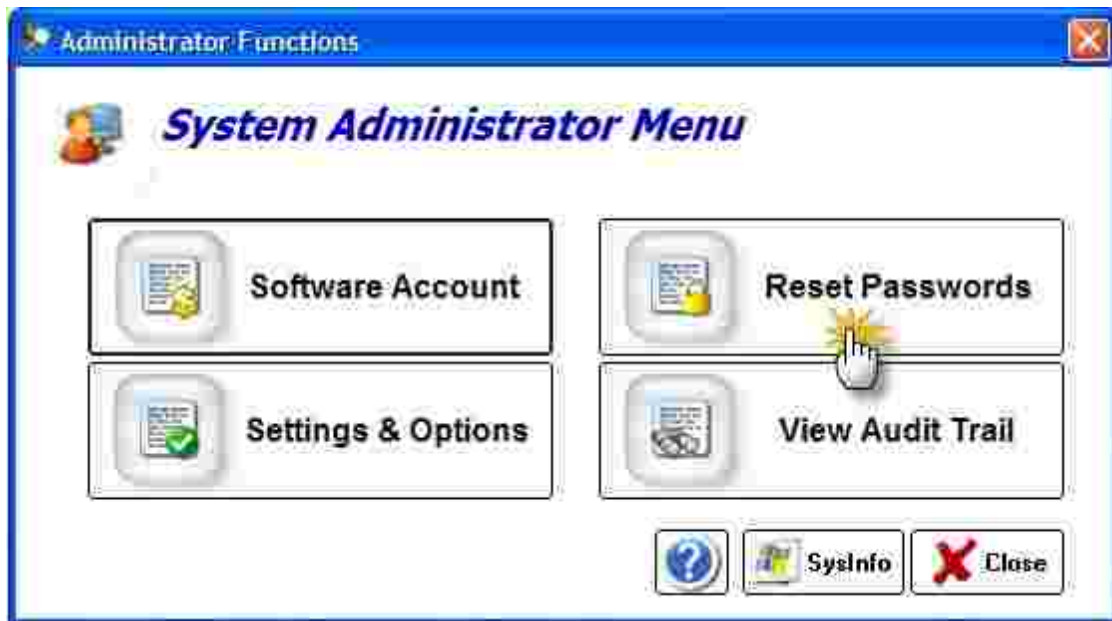 Administrator Functions
System Administrator Menu
Software Account
Reset Passwords
Settings & Options
View Audit Trail
SysInfo
Close